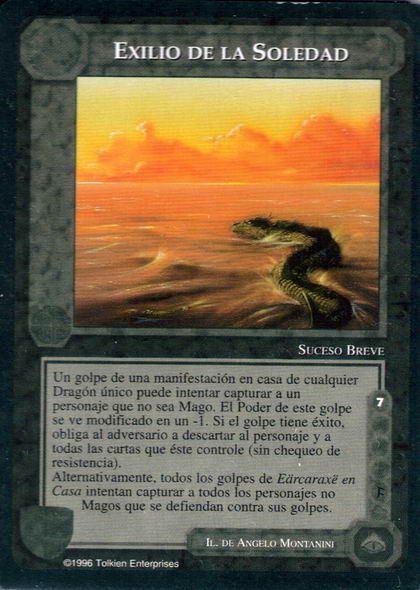 EXILIO DE LA SOLEDAD
SUCESO BREVE
Un golpe de una manifestación en casa de cualquier
Dragón único puede intentar capturar a un
personaje que no sea Mago. El Poder de este golpe
se ve modificado en un -1. Si el golpe tiene éxito,
obliga al adversario a descartar al personaje y a
todas las cartas que éste controle (sin chequeo de
resistencia).
Alternativamente, todos los golpes de Eärcaraxë en
Casa intentan capturar a todos los personajes no
Magos que se defiendan contra sus golpes.
7
F
IL. DE ANGELO MONTANINI
©1996 Tolkien Enterprises